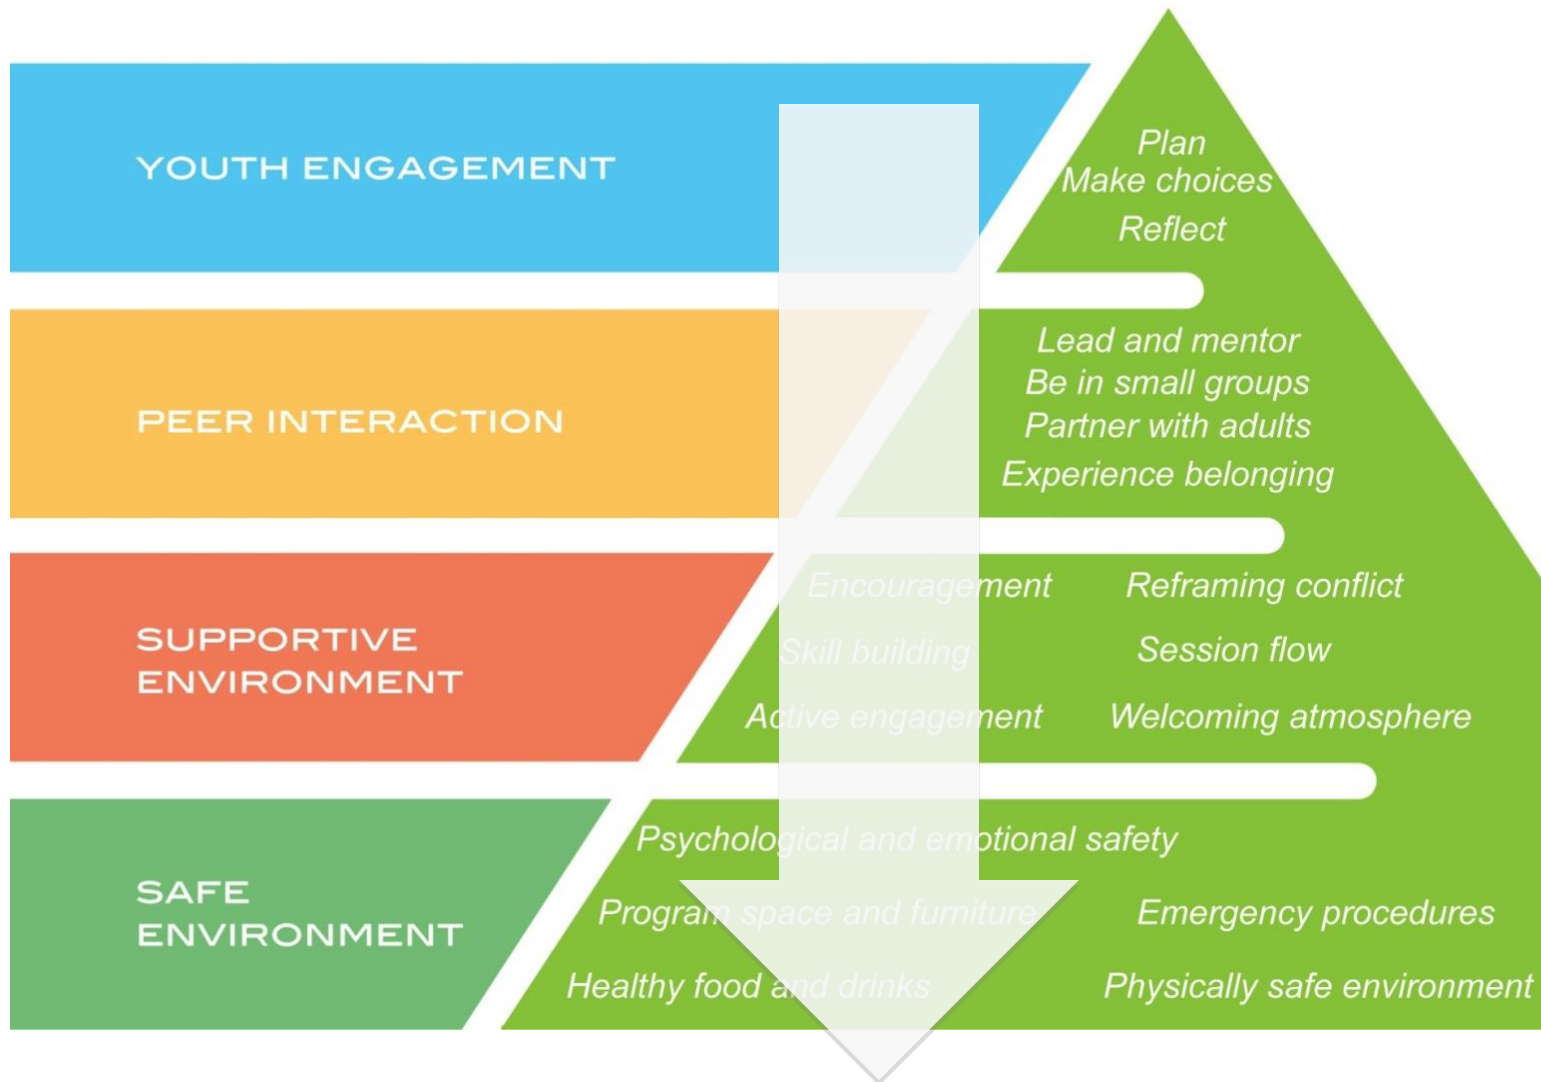 YOUTH ENGAGEMENT
Plan
Make choices
Reflect
PEER INTERACTION
Lead and mentor
Be in small groups
Partner with adults
Experience belonging
SUPPORTIVE
ENVIRONMENT
Encouragement Reframing conflict
Skill building Session flow
Active engagement Welcoming atmosphere
SAFE
ENVIRONMENT
Psychological and emotional safety
Program space and furniture Emergency procedures
Healthy food and drinks Physically safe environment